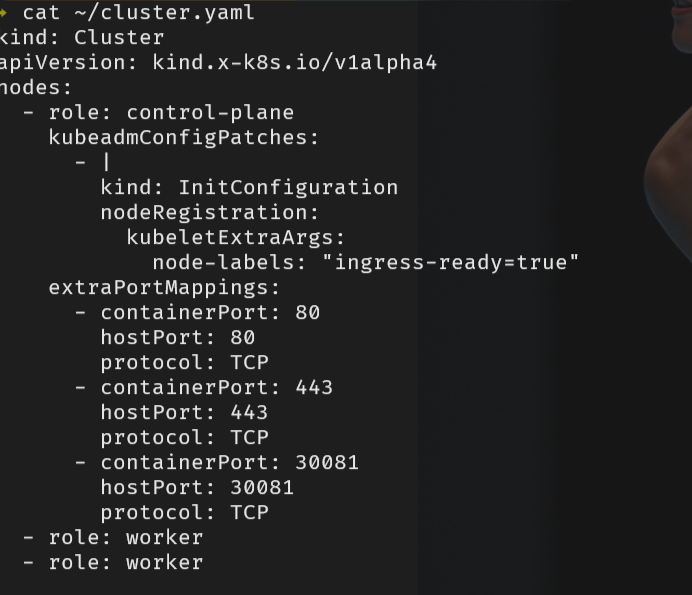 ➜ cat ~/cluster.yaml
kind: Cluster
apiVersion: kind.x-k8s.io/v1alpha4
nodes:
  - role: control-plane
    kubeadmConfigPatches:
      - |
        kind: InitConfiguration
        nodeRegistration:
          kubeletExtraArgs:
            node-labels: "ingress-ready=true"
    extraPortMappings:
      - containerPort: 80
        hostPort: 80
        protocol: TCP
      - containerPort: 443
        hostPort: 443
        protocol: TCP
      - containerPort: 30081
        hostPort: 30081
        protocol: TCP
  - role: worker
  - role: worker